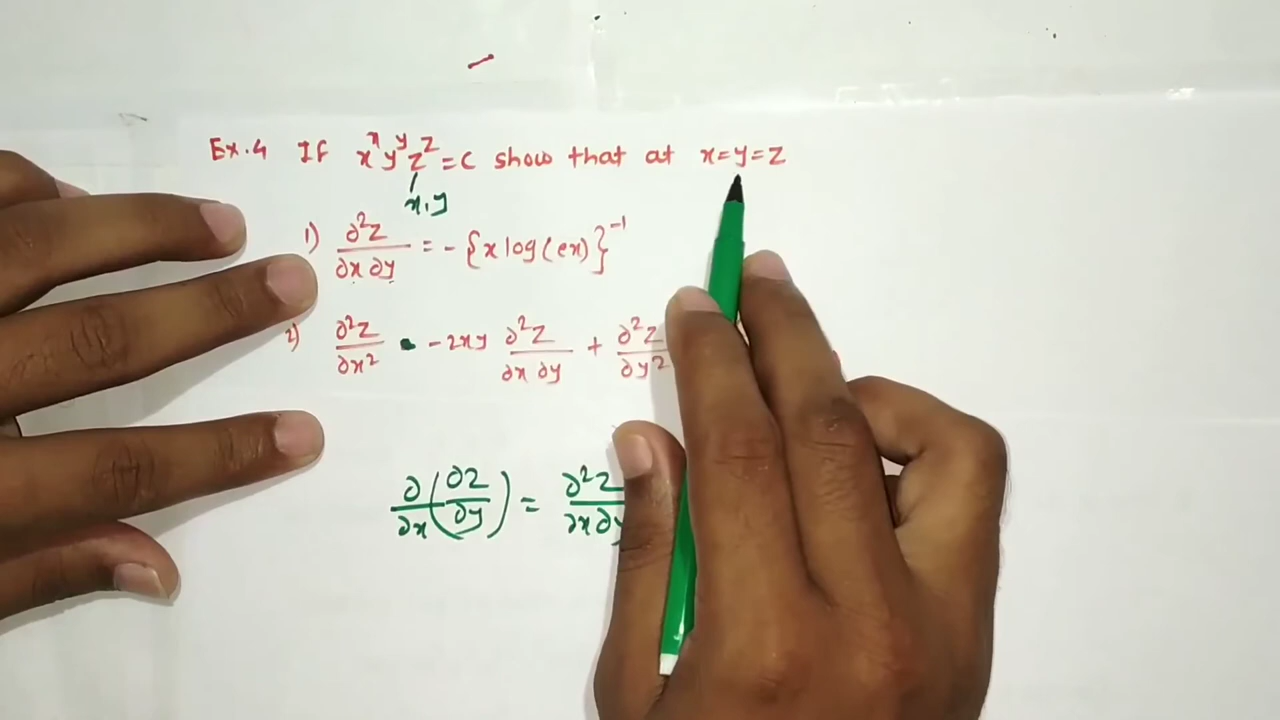 Ex.4 If x^x y^y z^z = c show that at x=y=z
x,y
1) ∂²z/∂x∂y = - {x log(ex)}^-1
2) ∂²z/∂x² - 2xy ∂²z/∂x∂y + ∂²z/∂y²
∂/∂x (∂z/∂y) = ∂²z/∂x∂y